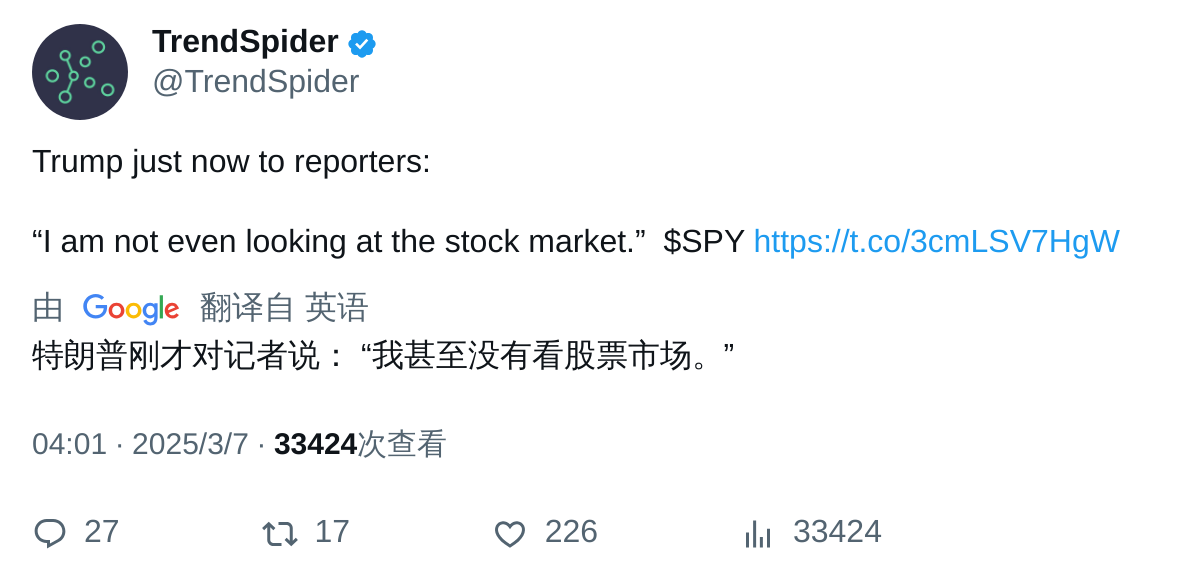 TrendSpider
@TrendSpider
Trump just now to reporters:
“I am not even looking at the stock market.”  $SPY https://t.co/3cmLSV7HgW
由 Google 翻译自 英语
特朗普刚才对记者说： “我甚至没有看股票市场。”
04:01 · 2025/3/7 · 33424次查看
27 17 226 33424